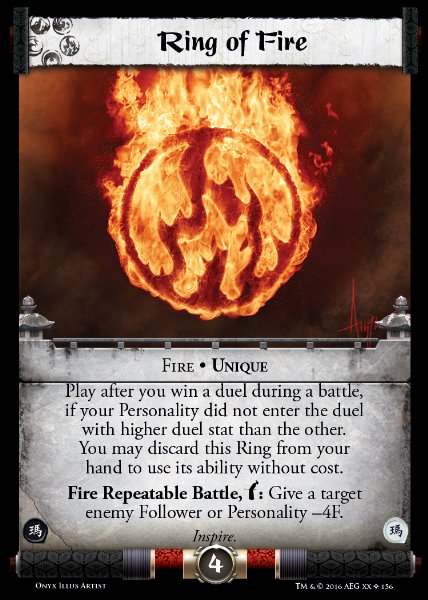 Ring of Fire
Fire • Unique
Play after you win a duel during a battle,
if your Personality did not enter the duel
with higher duel stat than the other.
You may discard this Ring from your
hand to use its ability without cost.
Fire Repeatable Battle, : Give a target
enemy Follower or Personality –4F.
Inspire.
瑪 瑪
4
Onyx Illus Artist
TM & © 2016 AEG XX ❖ 156